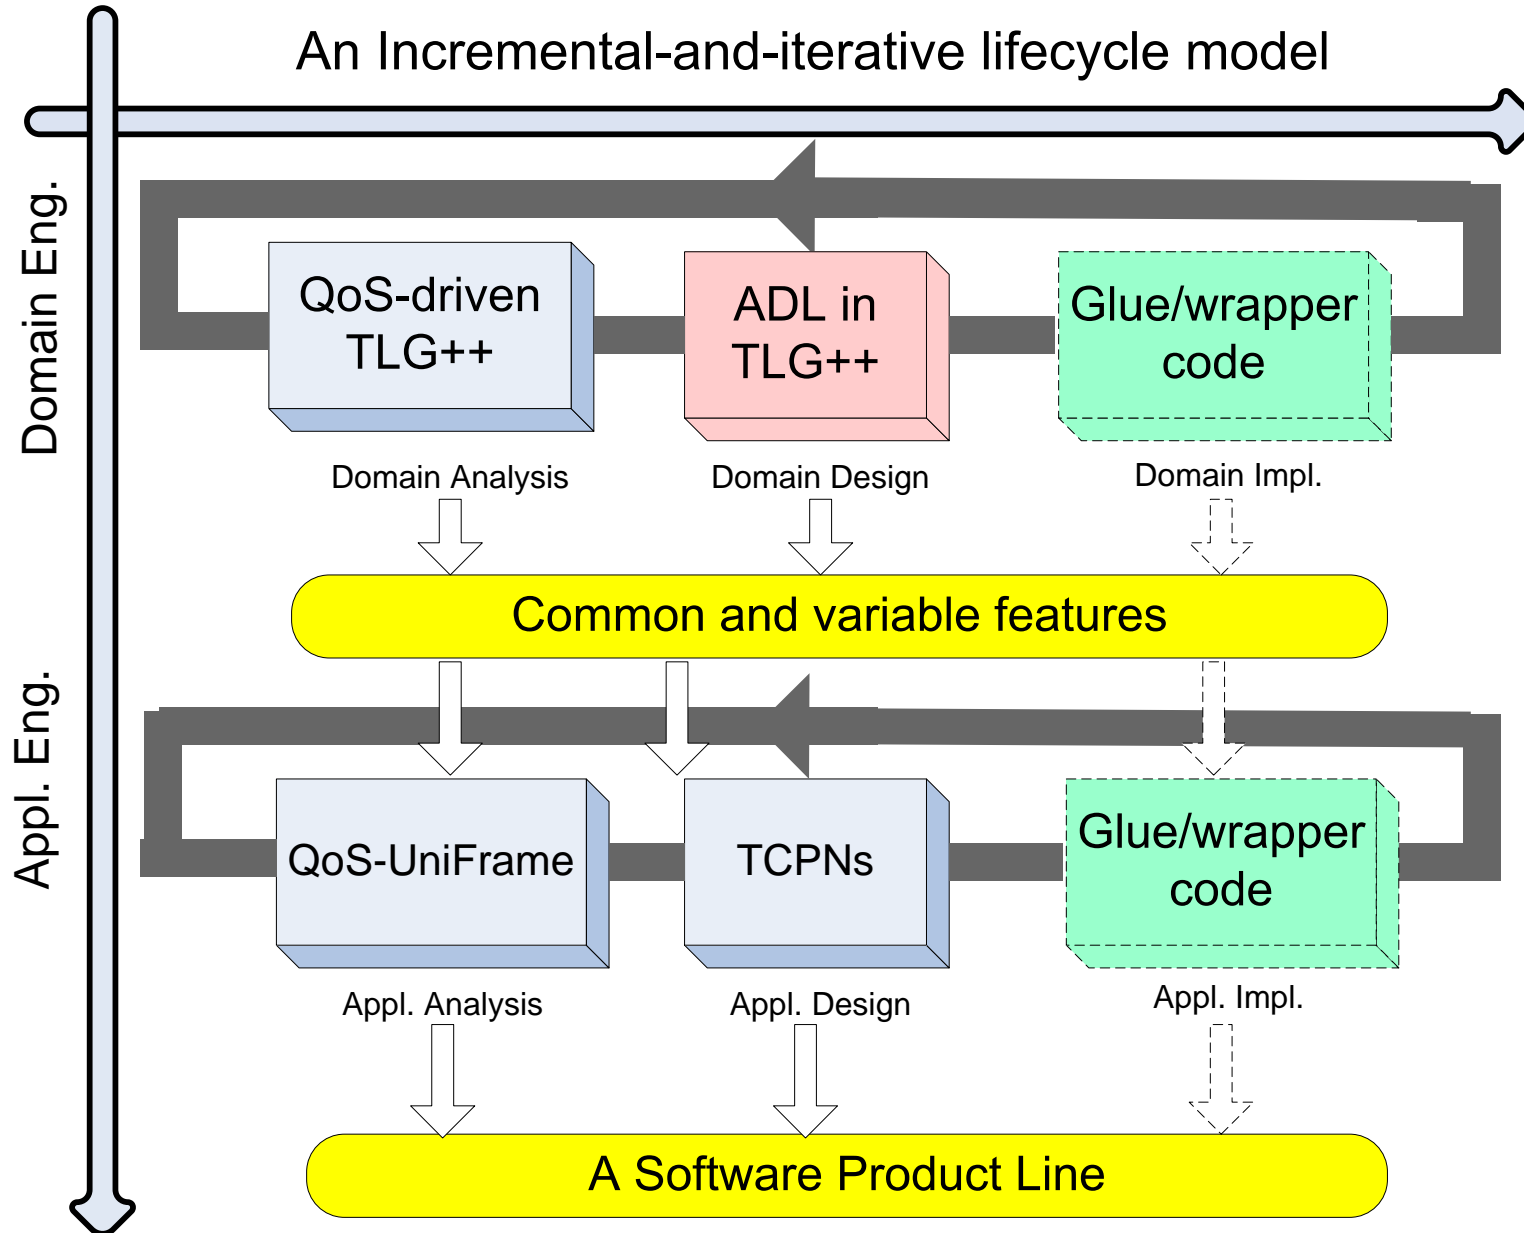 An Incremental-and-iterative lifecycle model
Domain Eng.
QoS-driven
TLG++
ADL in
TLG++
Glue/wrapper
code
Domain Analysis
Domain Design
Domain Impl.
Common and variable features
Appl. Eng.
QoS-UniFrame
TCPNs
Glue/wrapper
code
Appl. Analysis
Appl. Design
Appl. Impl.
A Software Product Line